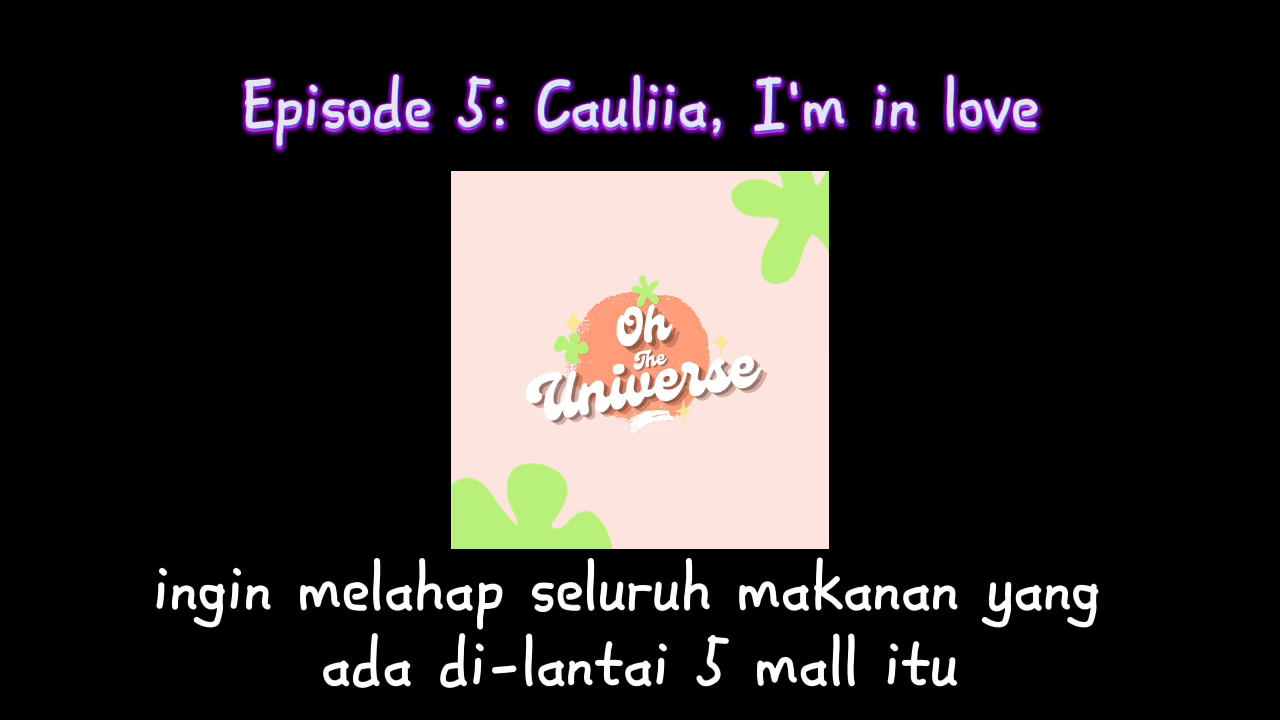 Episode 5: Cauliia, I'm in love
Oh
The
Universe
ingin melahap seluruh makanan yang
ada di-lantai 5 mall itu